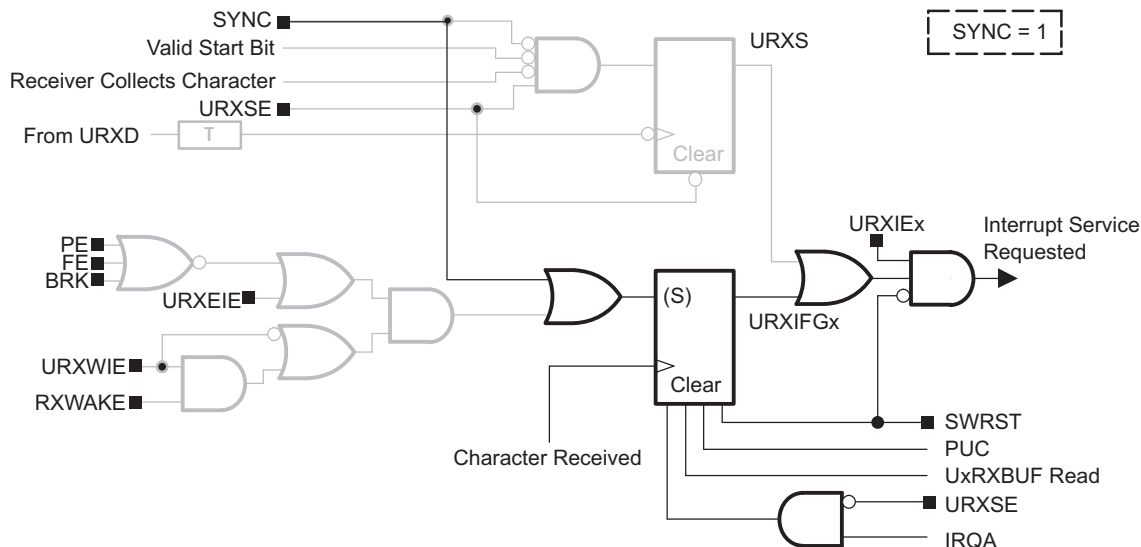 SYNC
SYNC = 1
Valid Start Bit
URXS
Receiver Collects Character
URXSE
From URXD
T
Clear
PE
FE
BRK
URXEIE
URXIEx
Interrupt Service
Requested
(S)
URXIFGx
URXWIE
RXWAKE
Clear
SWRST
Character Received
PUC
UxRXBUF Read
URXSE
IRQA